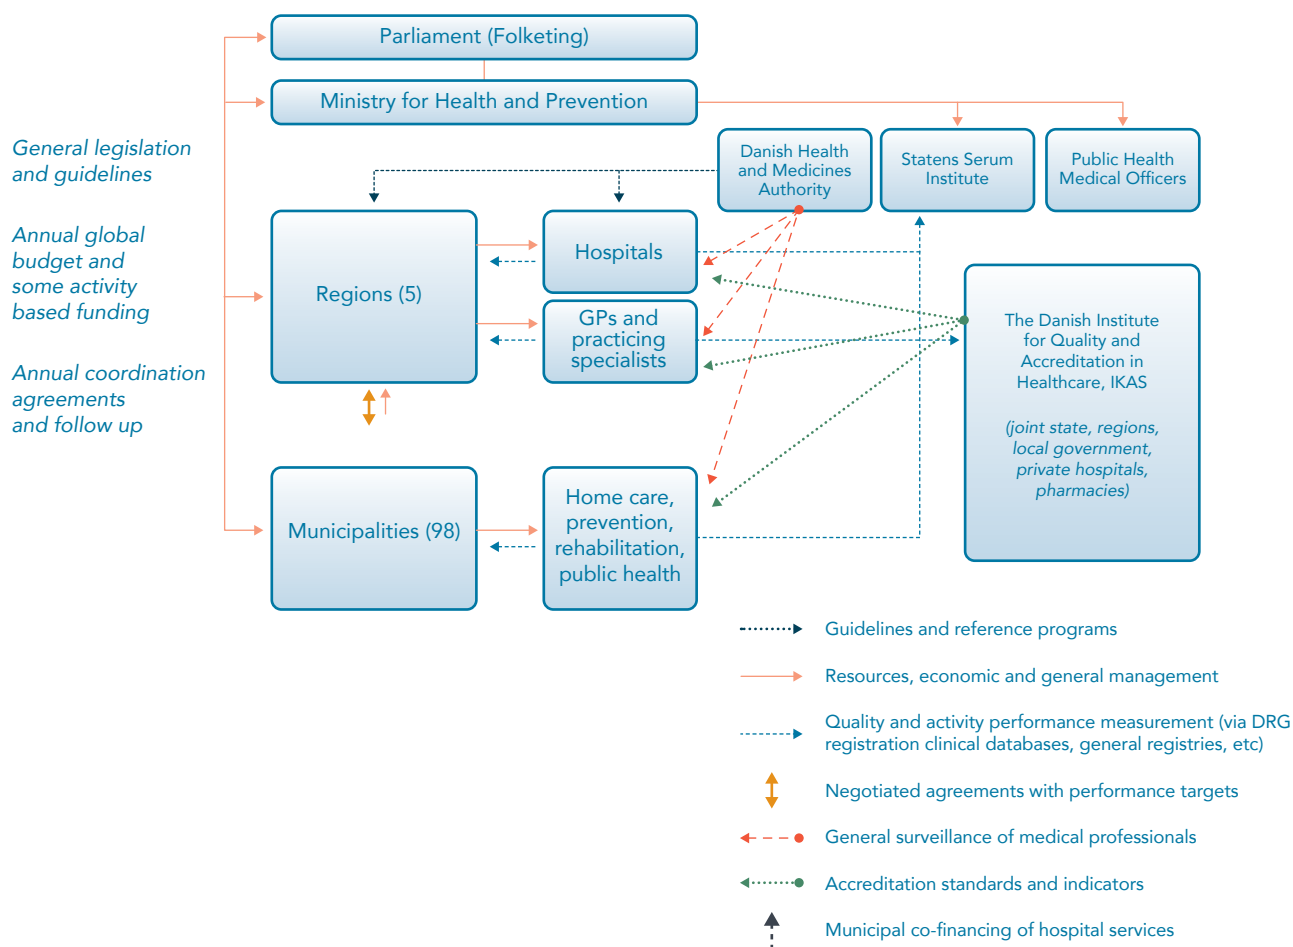 Parliament (Folketing)
Ministry for Health and Prevention
General legislation
and guidelines
Annual global
budget and
some activity
based funding
Annual coordination
agreements
and follow up
Danish Health
and Medicines
Authority
Statens Serum
Institute
Public Health
Medical Officers
Regions (5)
Hospitals
GPs and
practicing
specialists
The Danish Institute
for Quality and
Accreditation in
Healthcare, IKAS
(joint state, regions,
local government,
private hospitals,
pharmacies)
Municipalities (98)
Home care,
prevention,
rehabilitation,
public health
Guidelines and reference programs
Resources, economic and general management
Quality and activity performance measurement (via DRG
registration clinical databases, general registries, etc)
Negotiated agreements with performance targets
General surveillance of medical professionals
Accreditation standards and indicators
Municipal co-financing of hospital services